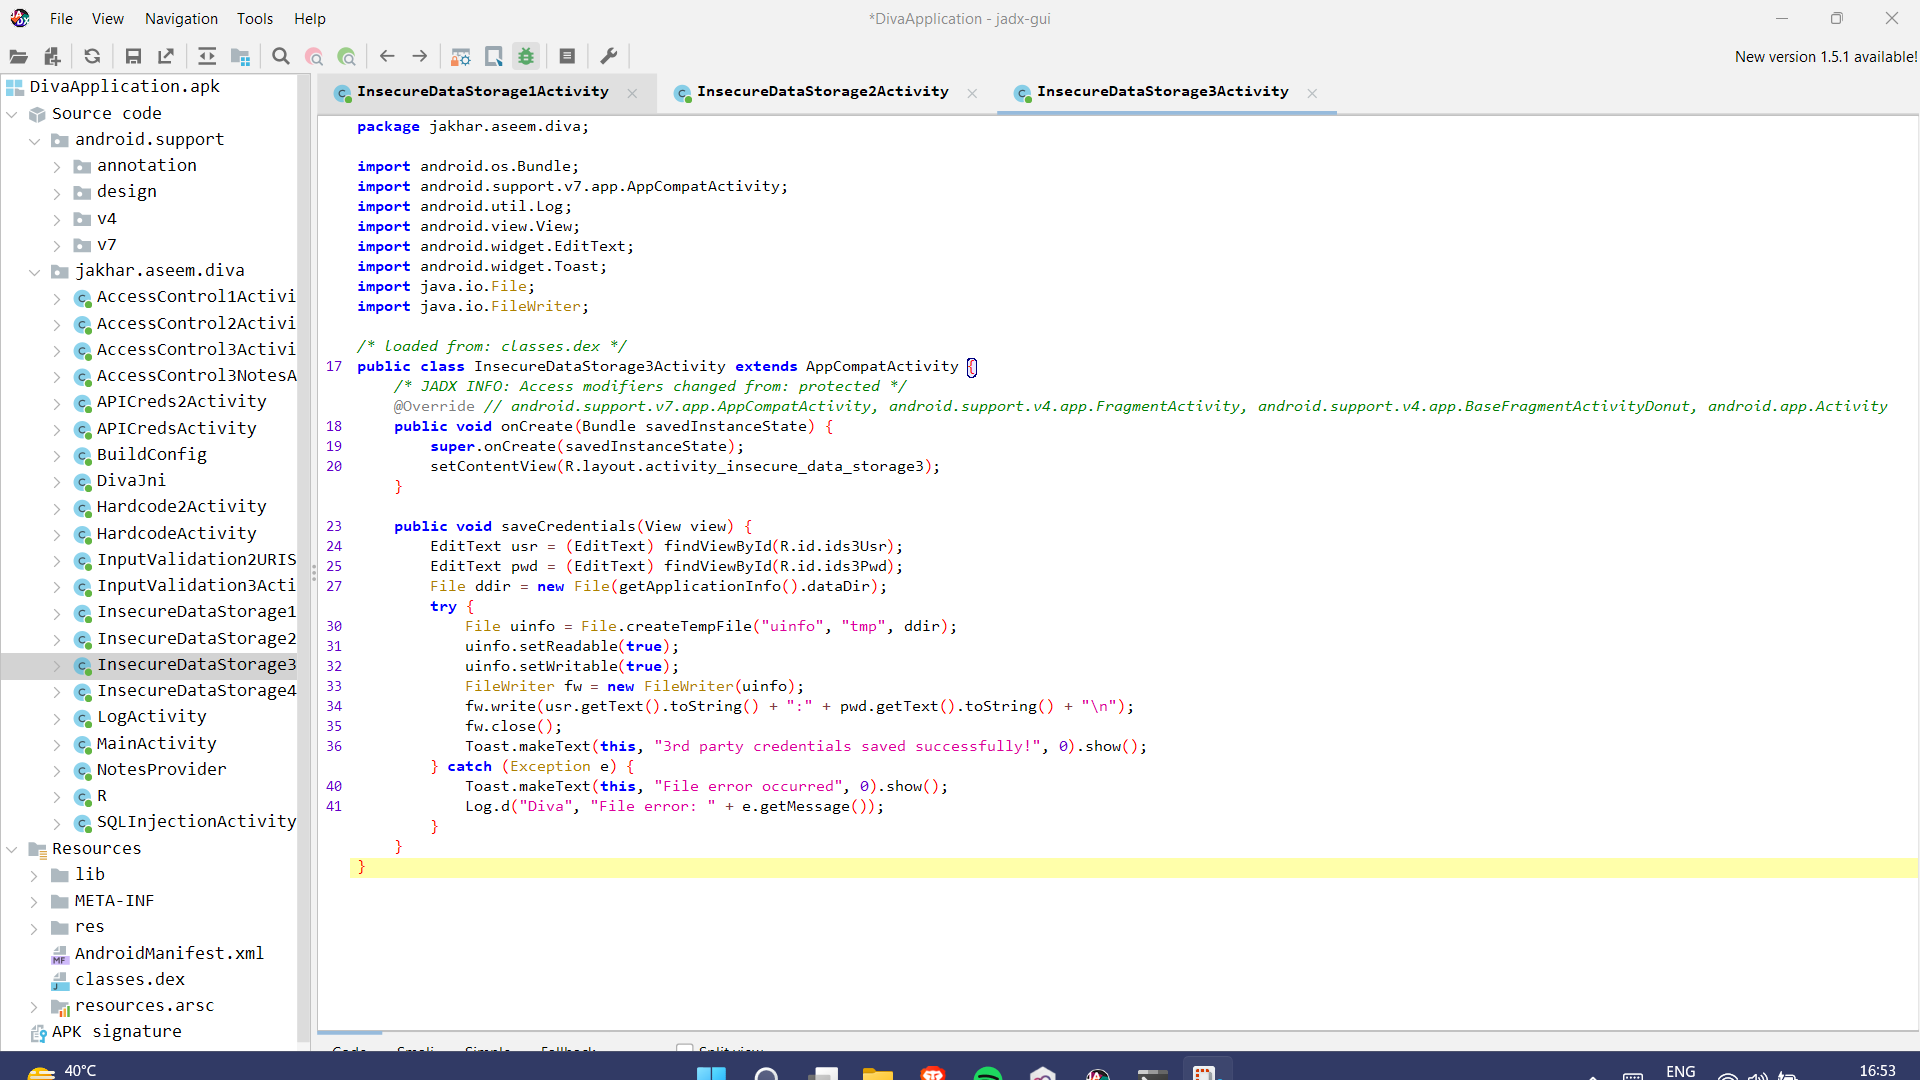 File View Navigation Tools Help
*DivaApplication - jadx-gui
New version 1.5.1 available!
DivaApplication.apk
Source code
android.support
annotation
design
v4
v7
jakhar.aseem.diva
AccessControl1Activi
AccessControl2Activi
AccessControl3Activi
AccessControl3NotesA
APICreds2Activity
APICredsActivity
BuildConfig
DivaJni
Hardcode2Activity
HardcodeActivity
InputValidation2URIS
InputValidation3Acti
InsecureDataStorage1
InsecureDataStorage2
InsecureDataStorage3
InsecureDataStorage4
LogActivity
MainActivity
NotesProvider
R
SQLInjectionActivity
Resources
lib
META-INF
res
AndroidManifest.xml
classes.dex
resources.arsc
APK signature
InsecureDataStorage1Activity InsecureDataStorage2Activity InsecureDataStorage3Activity
package jakhar.aseem.diva;
import android.os.Bundle;
import android.support.v7.app.AppCompatActivity;
import android.util.Log;
import android.view.View;
import android.widget.EditText;
import android.widget.Toast;
import java.io.File;
import java.io.FileWriter;
/* loaded from: classes.dex */
17 public class InsecureDataStorage3Activity extends AppCompatActivity {
/* JADX INFO: Access modifiers changed from: protected */
@Override // android.support.v7.app.AppCompatActivity, android.support.v4.app.FragmentActivity, android.support.v4.app.BaseFragmentActivityDonut, android.app.Activity
18 public void onCreate(Bundle savedInstanceState) {
19 super.onCreate(savedInstanceState);
20 setContentView(R.layout.activity_insecure_data_storage3);
}
23 public void saveCredentials(View view) {
24 EditText usr = (EditText) findViewById(R.id.ids3Usr);
25 EditText pwd = (EditText) findViewById(R.id.ids3Pwd);
27 File ddir = new File(getApplicationInfo().dataDir);
try {
30 File uinfo = File.createTempFile("uinfo", "tmp", ddir);
31 uinfo.setReadable(true);
32 uinfo.setWritable(true);
33 FileWriter fw = new FileWriter(uinfo);
34 fw.write(usr.getText().toString() + ":" + pwd.getText().toString() + "\n");
35 fw.close();
36 Toast.makeText(this, "3rd party credentials saved successfully!", 0).show();
} catch (Exception e) {
40 Toast.makeText(this, "File error occurred", 0).show();
41 Log.d("Diva", "File error: " + e.getMessage());
}
}
}
Code Smali Simple Fallback Split view
40°C
ENG
16:53